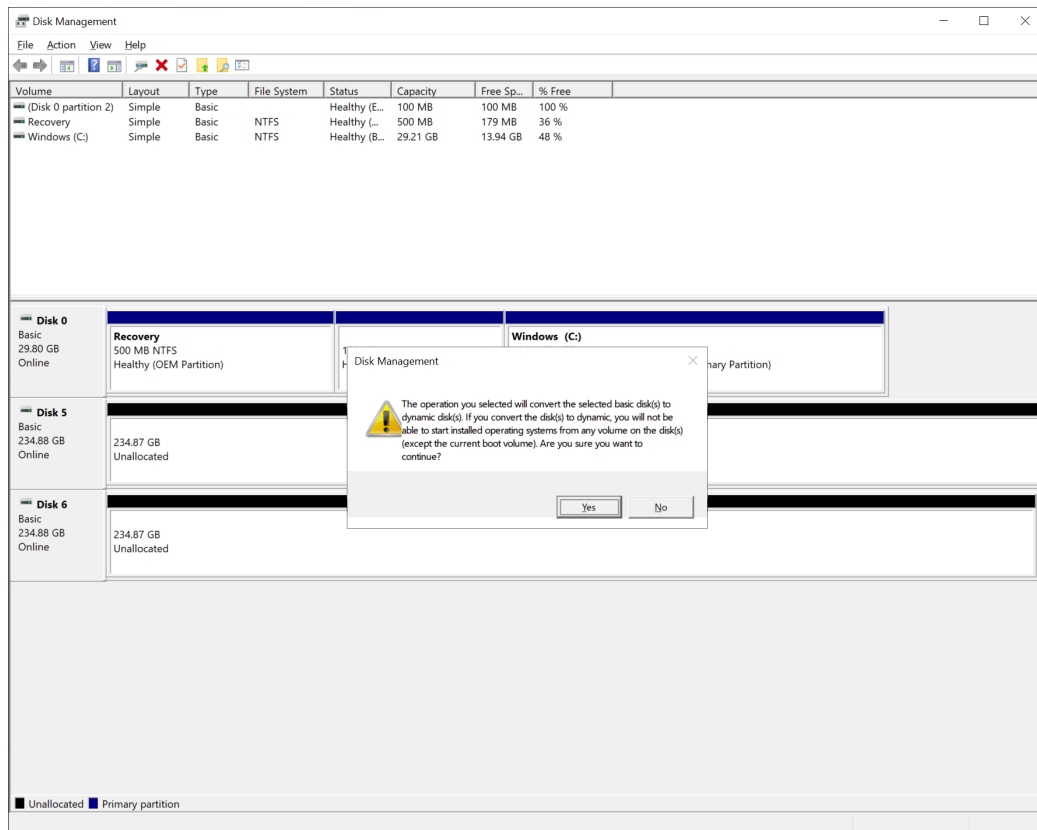 Disk Management
File Action View Help
Volume Layout Type File System Status Capacity Free Sp... % Free
(Disk 0 partition 2) Simple Basic Healthy (E... 100 MB 100 MB 100 %
Recovery Simple Basic NTFS Healthy (... 500 MB 179 MB 36 %
Windows (C:) Simple Basic NTFS Healthy (B... 29.21 GB 13.94 GB 48 %
Disk 0
Basic
29.80 GB
Online
Recovery
500 MB NTFS
Healthy (OEM Partition)
Windows (C:)
mary Partition)
Disk Management
The operation you selected will convert the selected basic disk(s) to
dynamic disk(s). If you convert the disk(s) to dynamic, you will not be
able to start installed operating systems from any volume on the disk(s)
(except the current boot volume). Are you sure you want to
continue?
Yes No
Disk 5
Basic
234.88 GB
Online
234.87 GB
Unallocated
Disk 6
Basic
234.88 GB
Online
234.87 GB
Unallocated
Unallocated Primary partition